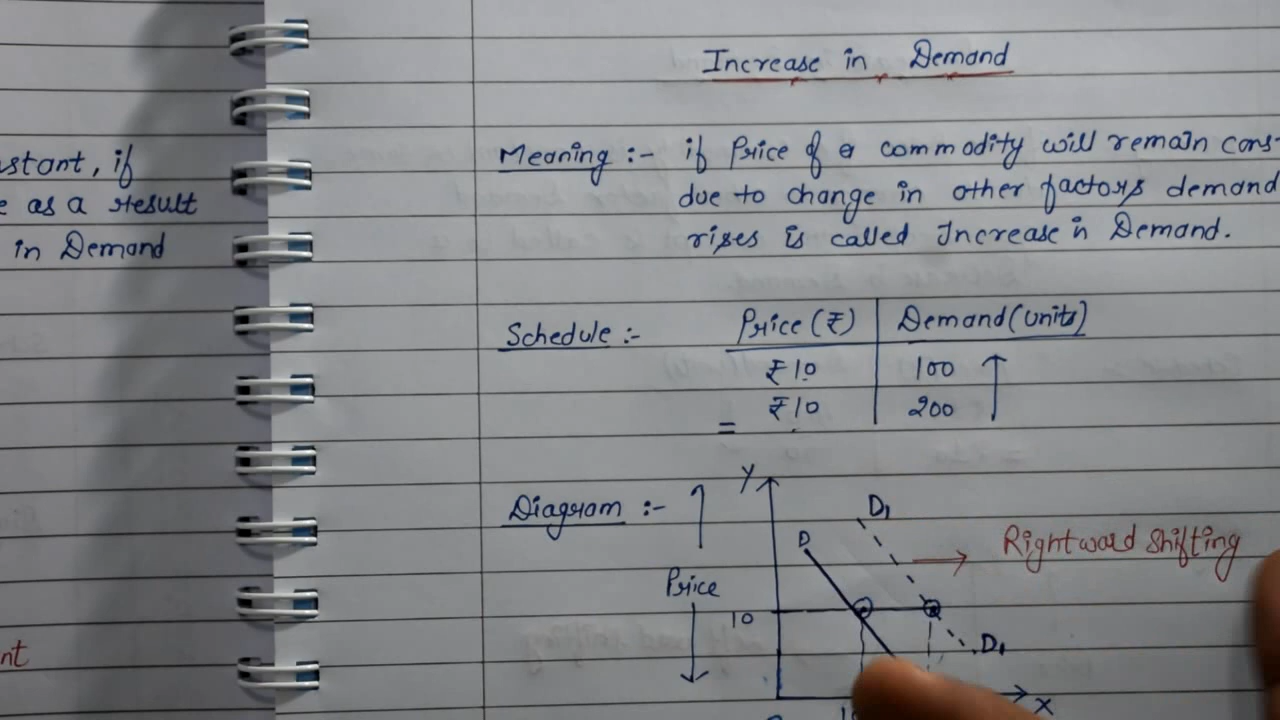 Increase in Demand
nstant, if
e as a result
in Demand
Meaning :- if Price of a commodity will remain cons-
due to change in other factors demand
rises is called Increase in Demand.
Schedule :-
Price (₹) Demand (units)
₹10 100
₹10 200
=
Diagram :-
Y
D₁
D
Rightward Shifting
Price
10
D₁
X
nt